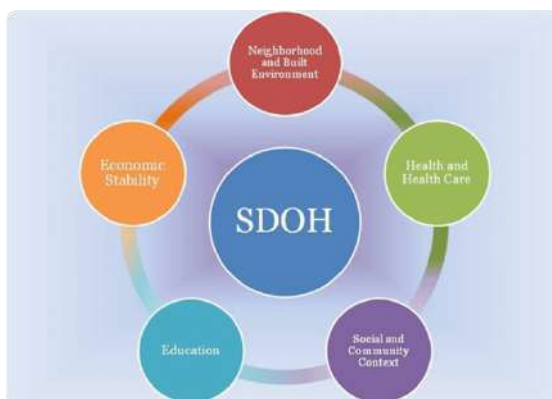 Neighborhood
and Built
Environment
Economic
Stability
Health and
Health Care
SDOH
Education
Social and
Community
Context